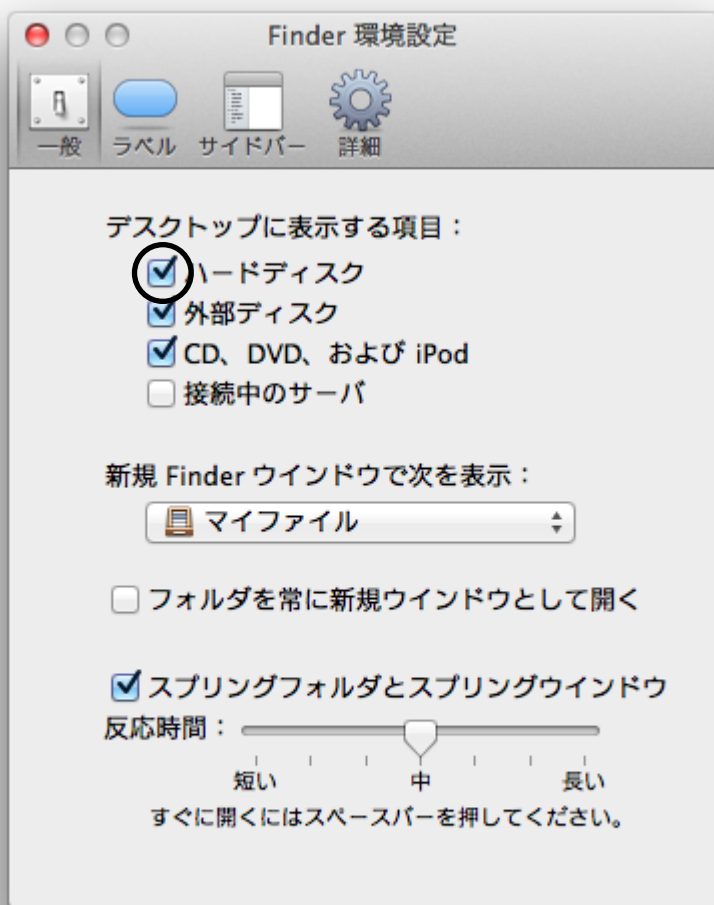 Finder 環境設定
一般 ラベル サイドバー 詳細
デスクトップに表示する項目：
ハードディスク
外部ディスク
CD、DVD、および iPod
接続中のサーバ
新規 Finder ウインドウで次を表示：
マイファイル
フォルダを常に新規ウインドウとして開く
スプリングフォルダとスプリングウインドウ
反応時間：
短い 中 長い
すぐに開くにはスペースバーを押してください。